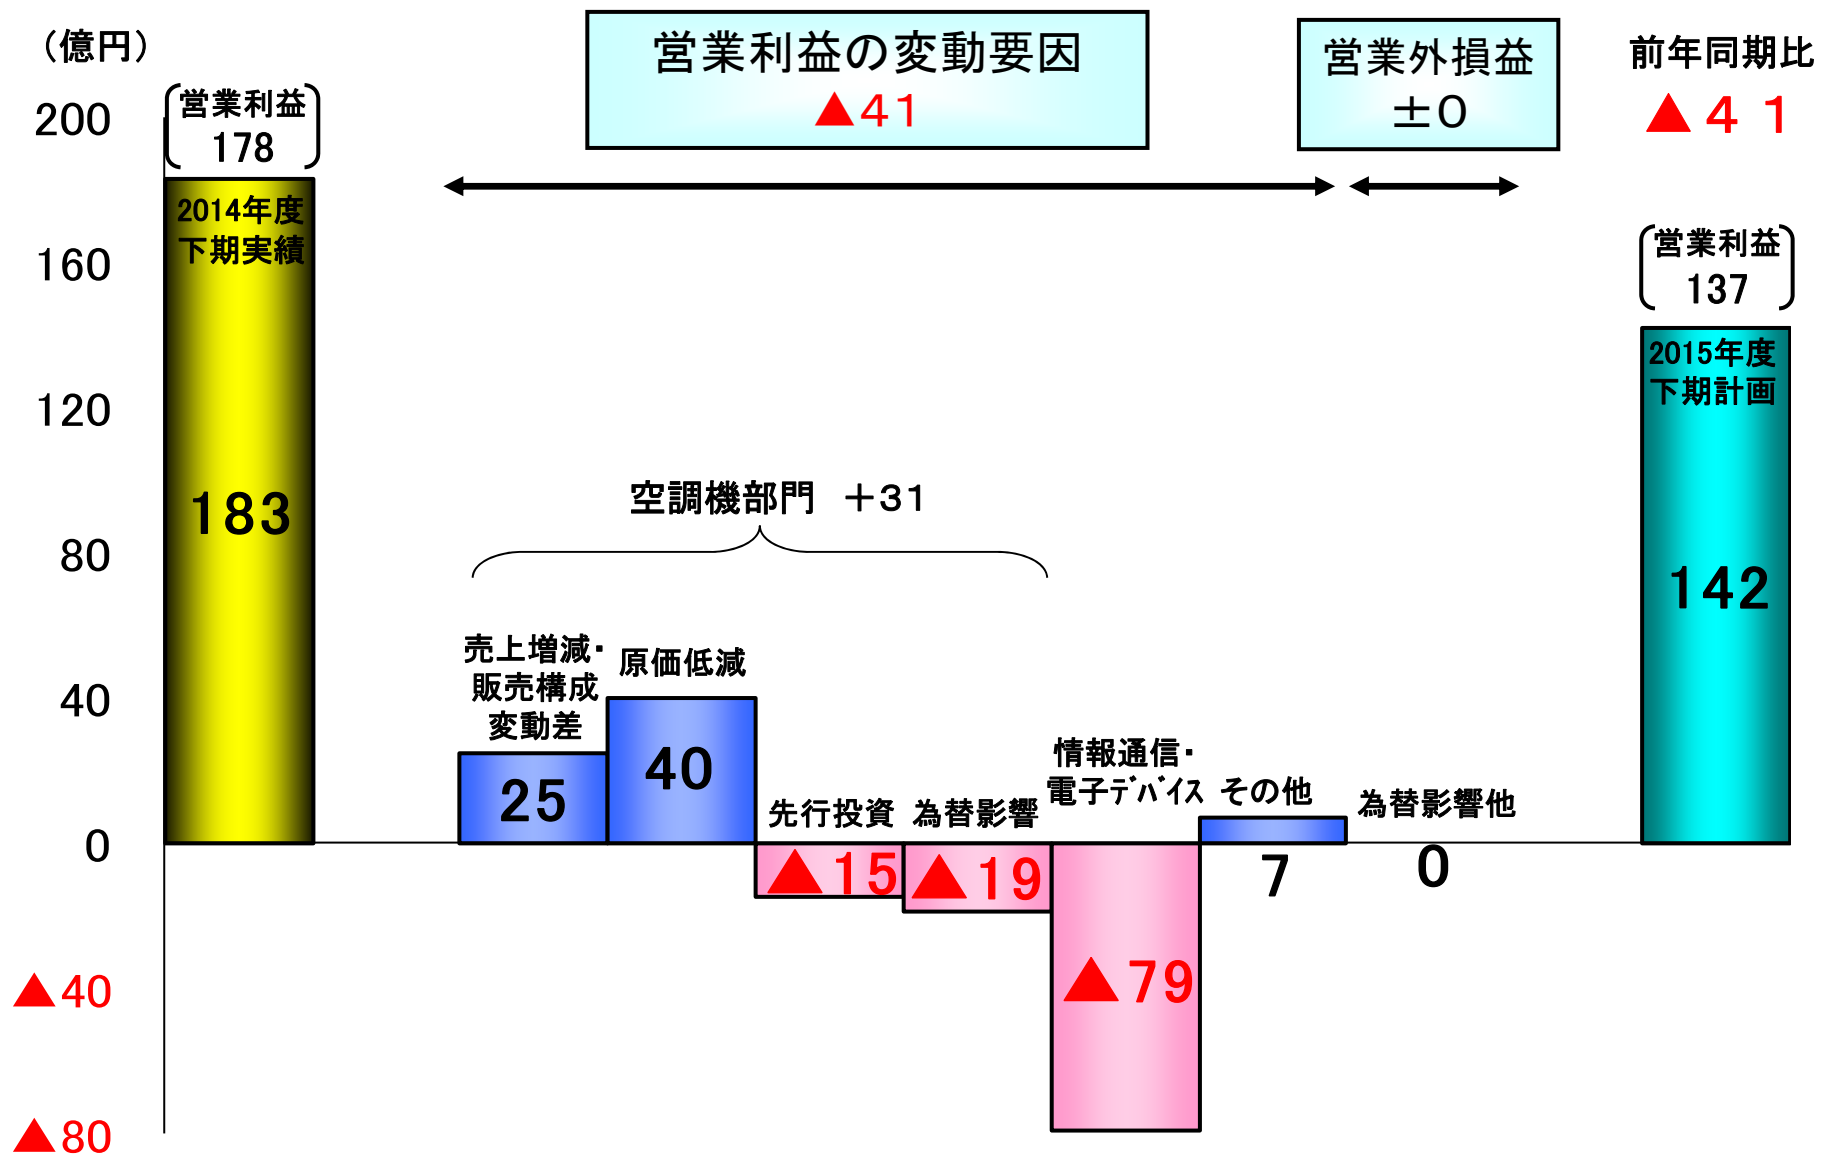 （億円）
営業利益の変動要因
▲41
営業外損益
±0
前年同期比
▲４１
200
160
120
80
40
0
▲40
▲80
営業利益
178
2014年度
下期実績
183
空調機部門　＋31
売上増減・
販売構成
変動差
25
原価低減
40
先行投資
▲15
為替影響
▲19
情報通信・
電子ﾃﾞﾊﾞｲｽ
▲79
その他
7
為替影響他
0
営業利益
137
2015年度
下期計画
142